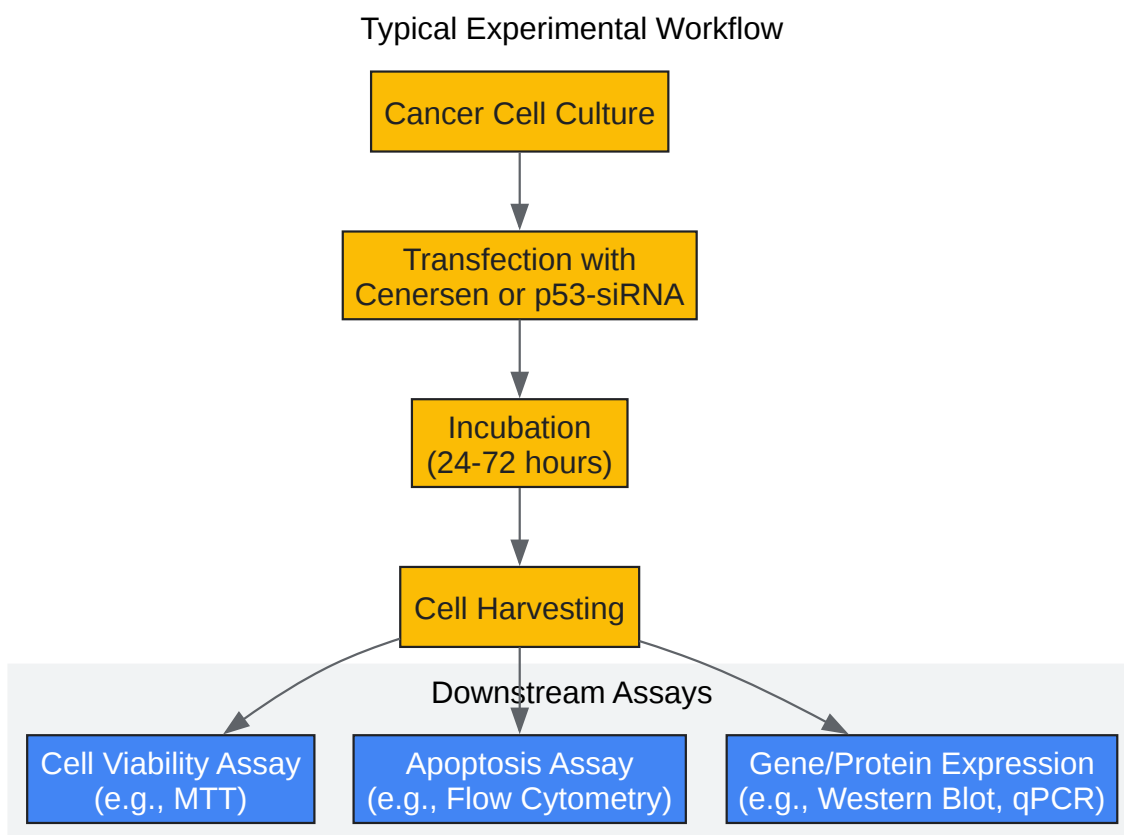 Typical Experimental Workflow
Cancer Cell Culture
Transfection with
Cenersen or p53-siRNA
Incubation
(24-72 hours)
Cell Harvesting
Downstream Assays
Cell Viability Assay
(e.g., MTT)
Apoptosis Assay
(e.g., Flow Cytometry)
Gene/Protein Expression
(e.g., Western Blot, qPCR)